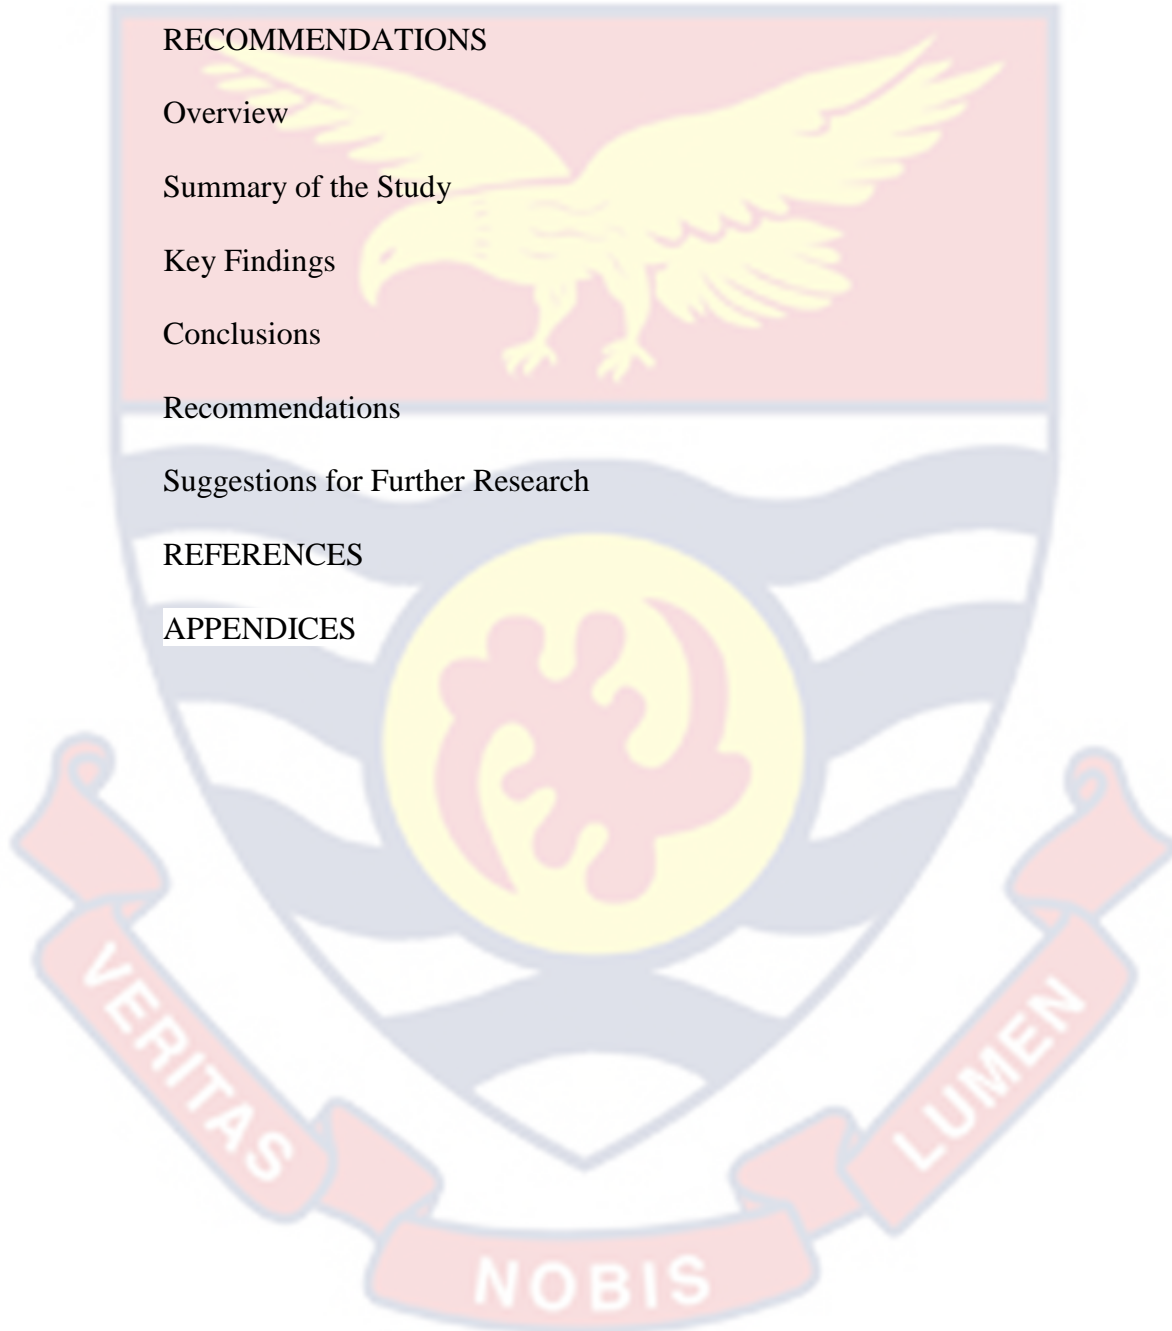 RECOMMENDATIONS
Overview
Summary of the Study
Key Findings
Conclusions
Recommendations
Suggestions for Further Research
REFERENCES
APPENDICES
VERITAS
NOBIS
LUMEN